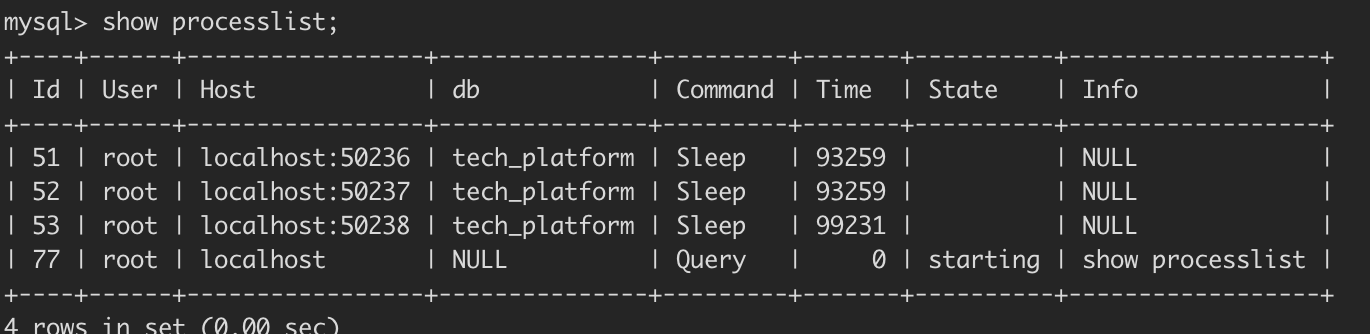 mysql> show processlist;
+----+------+-----------------+---------------+---------+-------+----------+------------------+
| Id | User | Host            | db            | Command | Time  | State    | Info             |
+----+------+-----------------+---------------+---------+-------+----------+------------------+
| 51 | root | localhost:50236 | tech_platform | Sleep   | 93259 |          | NULL             |
| 52 | root | localhost:50237 | tech_platform | Sleep   | 93259 |          | NULL             |
| 53 | root | localhost:50238 | tech_platform | Sleep   | 99231 |          | NULL             |
| 77 | root | localhost       | NULL          | Query   |     0 | starting | show processlist |
+----+------+-----------------+---------------+---------+-------+----------+------------------+
4 rows in set (0.00 sec)